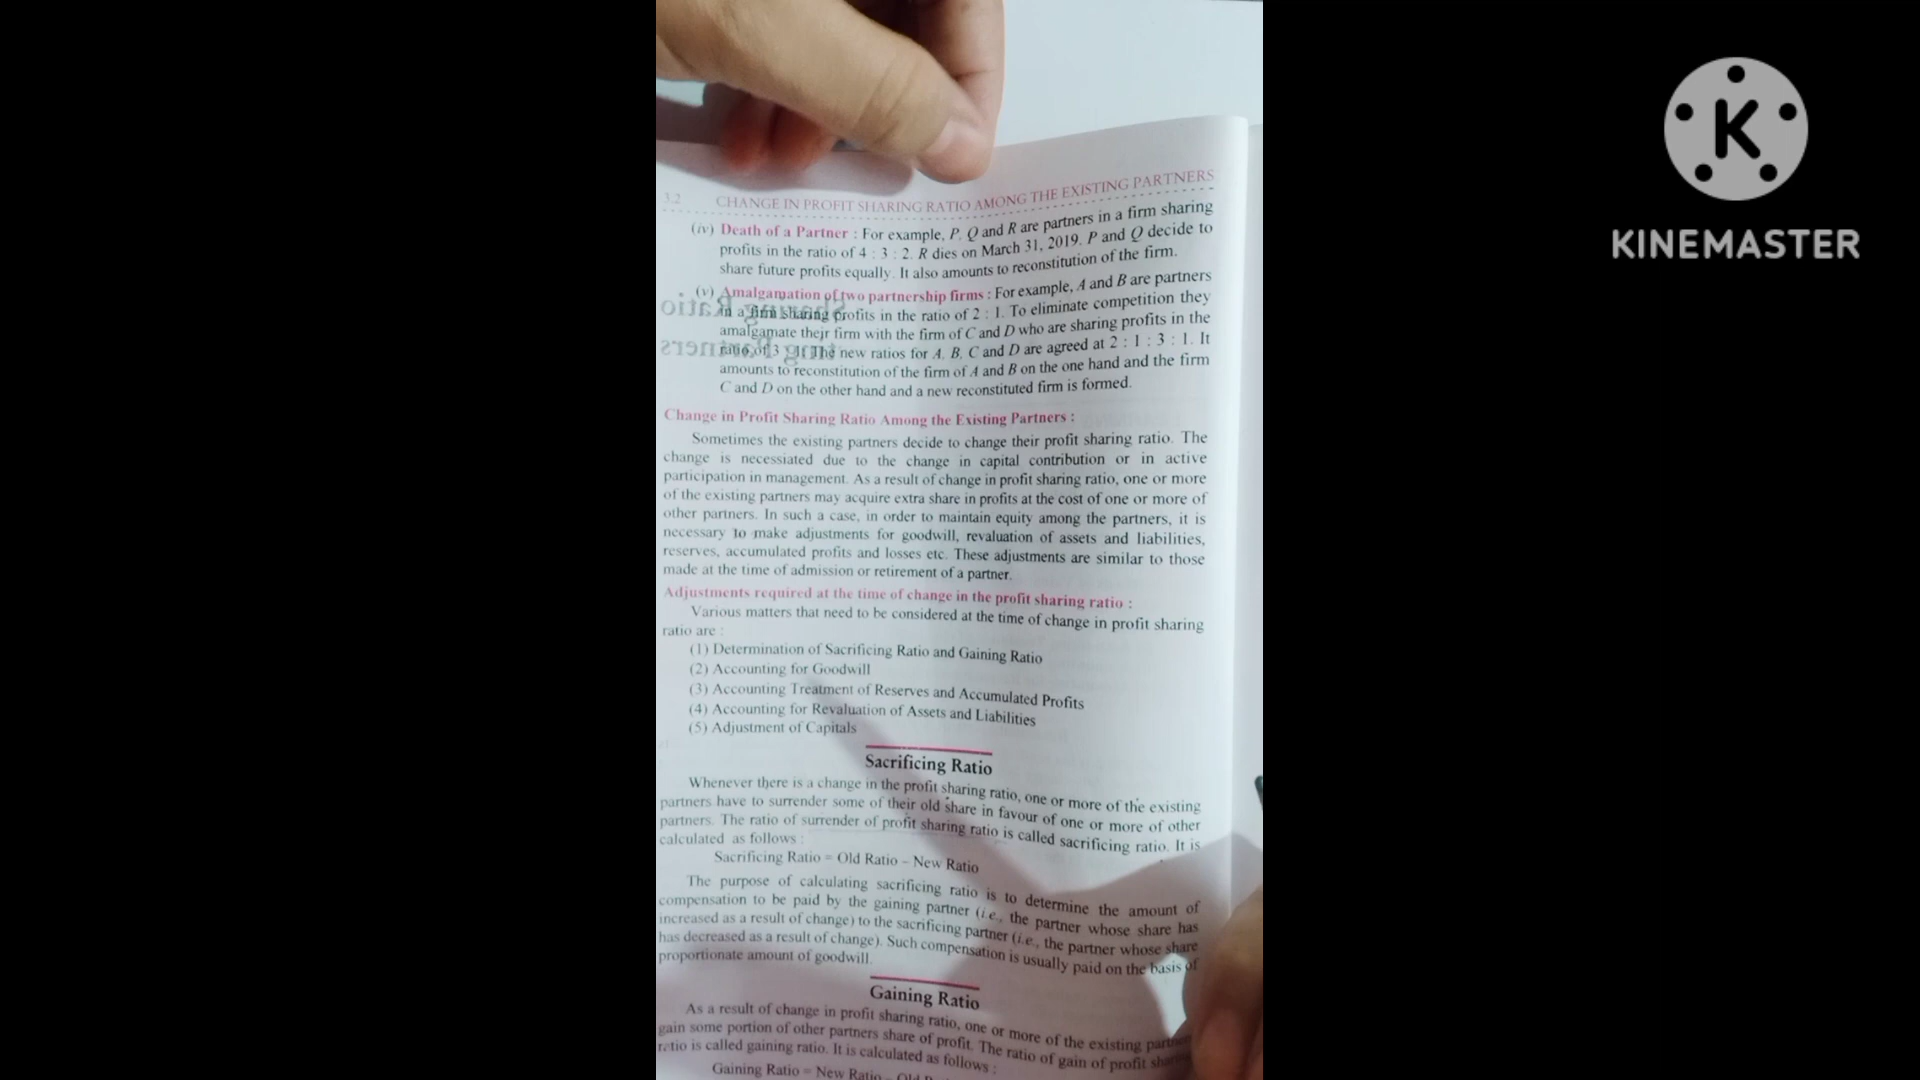 3.2 CHANGE IN PROFIT SHARING RATIO AMONG THE EXISTING PARTNERS
(iv) Death of a Partner : For example, P, Q and R are partners in a firm sharing
profits in the ratio of 4 : 3 : 2. R dies on March 31, 2019. P and Q decide to
share future profits equally. It also amounts to reconstitution of the firm.
(v) Amalgamation of two partnership firms : For example, A and B are partners
in a firm sharing profits in the ratio of 2 : 1. To eliminate competition they
amalgamate their firm with the firm of C and D who are sharing profits in the
ratio of 3 : 1. The new ratios for A, B, C and D are agreed at 2 : 1 : 3 : 1. It
amounts to reconstitution of the firm of A and B on the one hand and the firm
C and D on the other hand and a new reconstituted firm is formed.
Change in Profit Sharing Ratio Among the Existing Partners :
Sometimes the existing partners decide to change their profit sharing ratio. The
change is necessiated due to the change in capital contribution or in active
participation in management. As a result of change in profit sharing ratio, one or more
of the existing partners may acquire extra share in profits at the cost of one or more of
other partners. In such a case, in order to maintain equity among the partners, it is
necessary to make adjustments for goodwill, revaluation of assets and liabilities,
reserves, accumulated profits and losses etc. These adjustments are similar to those
made at the time of admission or retirement of a partner.
Adjustments required at the time of change in the profit sharing ratio :
Various matters that need to be considered at the time of change in profit sharing
ratio are :
(1) Determination of Sacrificing Ratio and Gaining Ratio
(2) Accounting for Goodwill
(3) Accounting Treatment of Reserves and Accumulated Profits
(4) Accounting for Revaluation of Assets and Liabilities
(5) Adjustment of Capitals
Sacrificing Ratio
Whenever there is a change in the profit sharing ratio, one or more of the existing
partners have to surrender some of their old share in favour of one or more of other
partners. The ratio of surrender of profit sharing ratio is called sacrificing ratio. It is
calculated as follows :
Sacrificing Ratio = Old Ratio – New Ratio
The purpose of calculating sacrificing ratio is to determine the amount of
compensation to be paid by the gaining partner (i.e., the partner whose share has
increased as a result of change) to the sacrificing partner (i.e., the partner whose share
has decreased as a result of change). Such compensation is usually paid on the basis of
proportionate amount of goodwill.
Gaining Ratio
As a result of change in profit sharing ratio, one or more of the existing
gain some portion of other partners share of profit. The ratio of gain of profit
ratio is called gaining ratio. It is calculated as follows :
Gaining Ratio = New Ratio – Old
KINEMASTER